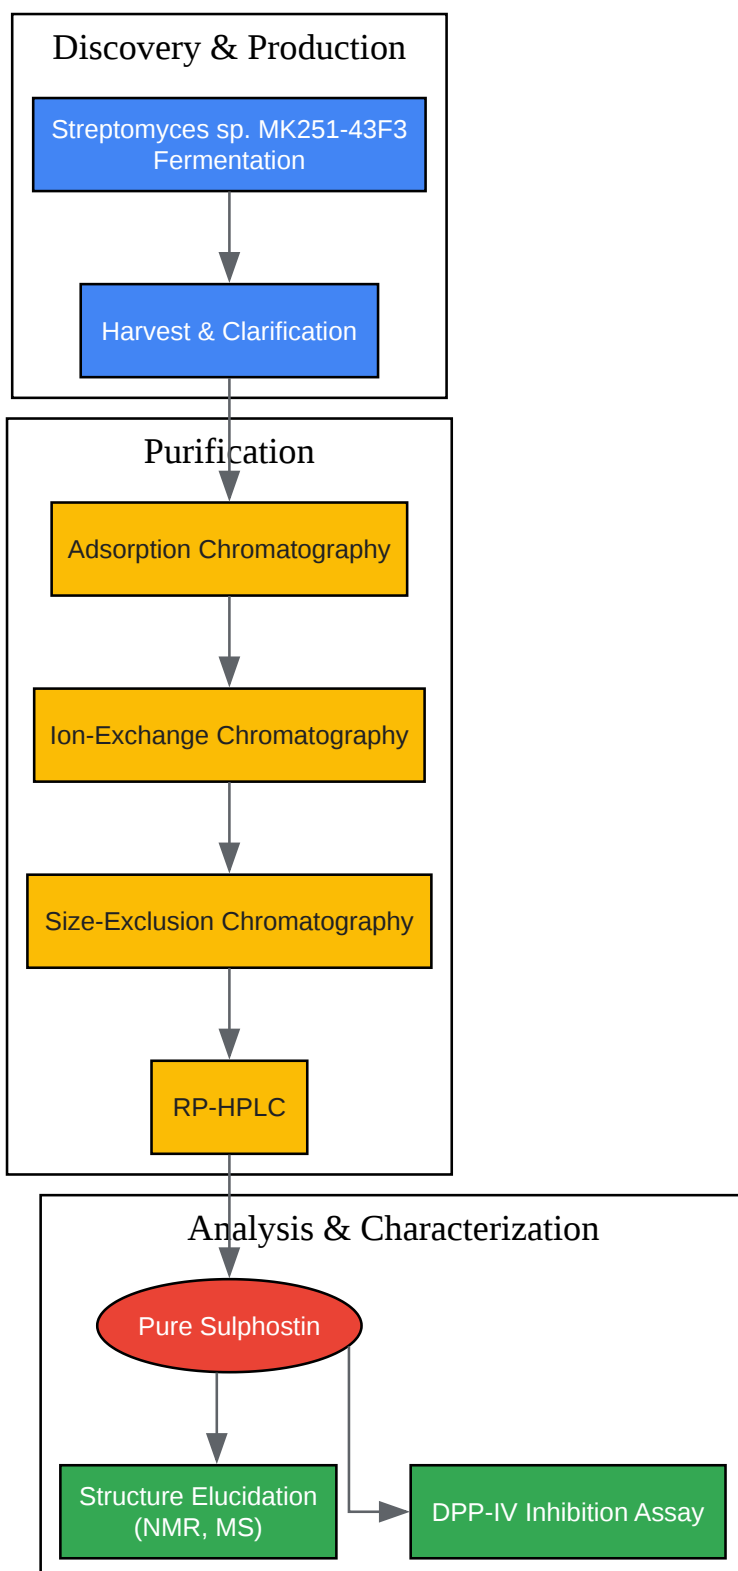 Discovery & Production
Streptomyces sp. MK251-43F3
Fermentation
Harvest & Clarification
Purification
Adsorption Chromatography
Ion-Exchange Chromatography
Size-Exclusion Chromatography
RP-HPLC
Analysis & Characterization
Pure Sulphostin
Structure Elucidation
(NMR, MS)
DPP-IV Inhibition Assay